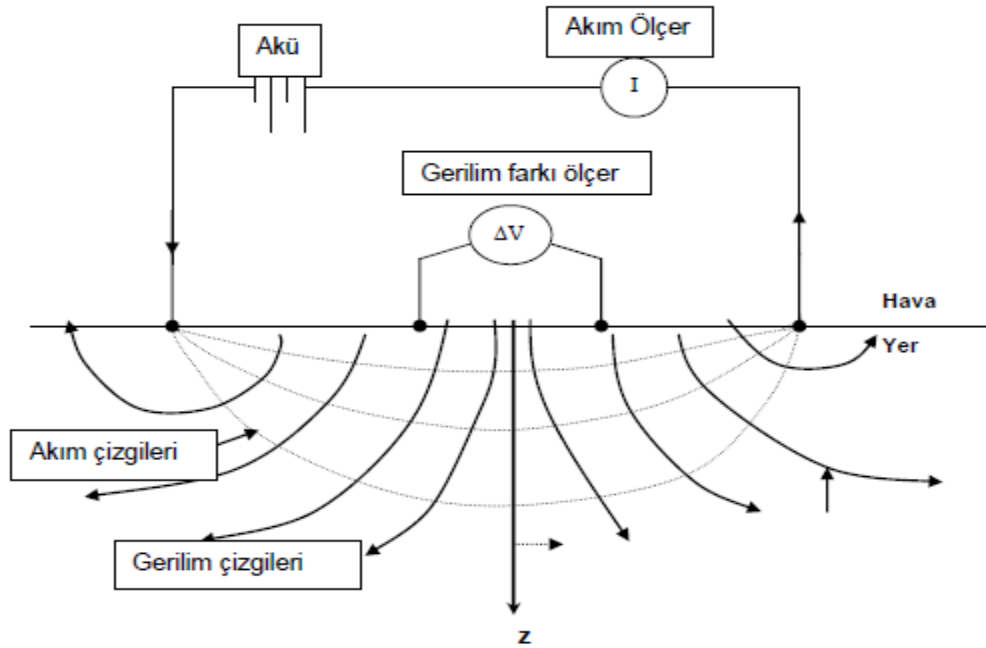 Akım Ölçer
Akü
I
Gerilim farkı ölçer
ΔV
Hava
Yer
Akım çizgileri
Gerilim çizgileri
z